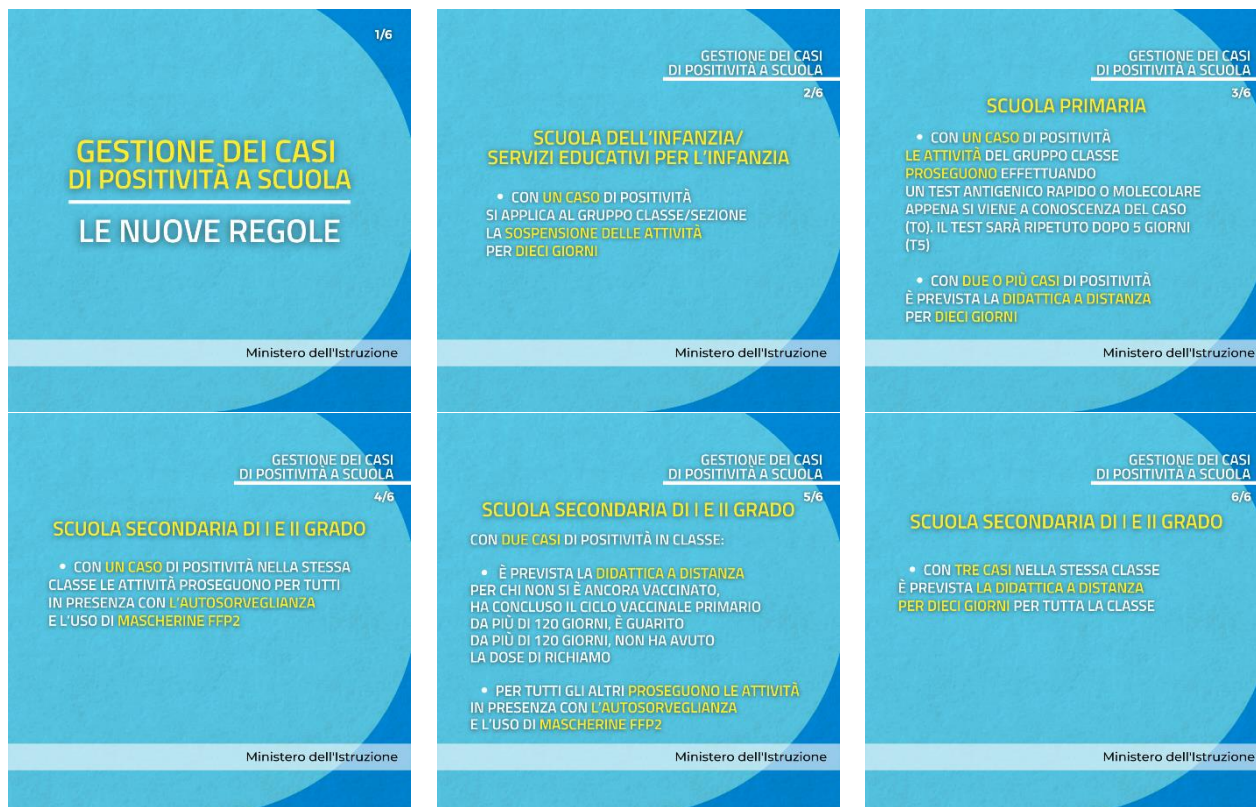 1/6
GESTIONE DEI CASI
DI POSITIVITÀ A SCUOLA
LE NUOVE REGOLE
Ministero dell'Istruzione
GESTIONE DEI CASI
DI POSITIVITÀ A SCUOLA
2/6
SCUOLA DELL'INFANZIA/
SERVIZI EDUCATIVI PER L'INFANZIA
• CON UN CASO DI POSITIVITÀ
SI APPLICA AL GRUPPO CLASSE/SEZIONE
LA SOSPENSIONE DELLE ATTIVITÀ
PER DIECI GIORNI
Ministero dell'Istruzione
GESTIONE DEI CASI
DI POSITIVITÀ A SCUOLA
3/6
SCUOLA PRIMARIA
• CON UN CASO DI POSITIVITÀ
LE ATTIVITÀ DEL GRUPPO CLASSE
PROSEGUONO EFFETTUANDO
UN TEST ANTIGENICO RAPIDO O MOLECOLARE
APPENA SI VIENE A CONOSCENZA DEL CASO
(T0). IL TEST SARÀ RIPETUTO DOPO 5 GIORNI
(T5)
• CON DUE O PIÙ CASI DI POSITIVITÀ
È PREVISTA LA DIDATTICA A DISTANZA
PER DIECI GIORNI
Ministero dell'Istruzione
GESTIONE DEI CASI
DI POSITIVITÀ A SCUOLA
4/6
SCUOLA SECONDARIA DI I E II GRADO
• CON UN CASO DI POSITIVITÀ NELLA STESSA
CLASSE LE ATTIVITÀ PROSEGUONO PER TUTTI
IN PRESENZA CON L'AUTOSORVEGLIANZA
E L'USO DI MASCHERINE FFP2
Ministero dell'Istruzione
GESTIONE DEI CASI
DI POSITIVITÀ A SCUOLA
5/6
SCUOLA SECONDARIA DI I E II GRADO
CON DUE CASI DI POSITIVITÀ IN CLASSE:
• È PREVISTA LA DIDATTICA A DISTANZA
PER CHI NON SI È ANCORA VACCINATO,
HA CONCLUSO IL CICLO VACCINALE PRIMARIO
DA PIÙ DI 120 GIORNI, È GUARITO
DA PIÙ DI 120 GIORNI, NON HA AVUTO
LA DOSE DI RICHIAMO
• PER TUTTI GLI ALTRI PROSEGUONO LE ATTIVITÀ
IN PRESENZA CON L'AUTOSORVEGLIANZA
E L'USO DI MASCHERINE FFP2
Ministero dell'Istruzione
GESTIONE DEI CASI
DI POSITIVITÀ A SCUOLA
6/6
SCUOLA SECONDARIA DI I E II GRADO
• CON TRE CASI NELLA STESSA CLASSE
È PREVISTA LA DIDATTICA A DISTANZA
PER DIECI GIORNI PER TUTTA LA CLASSE
Ministero dell'Istruzione